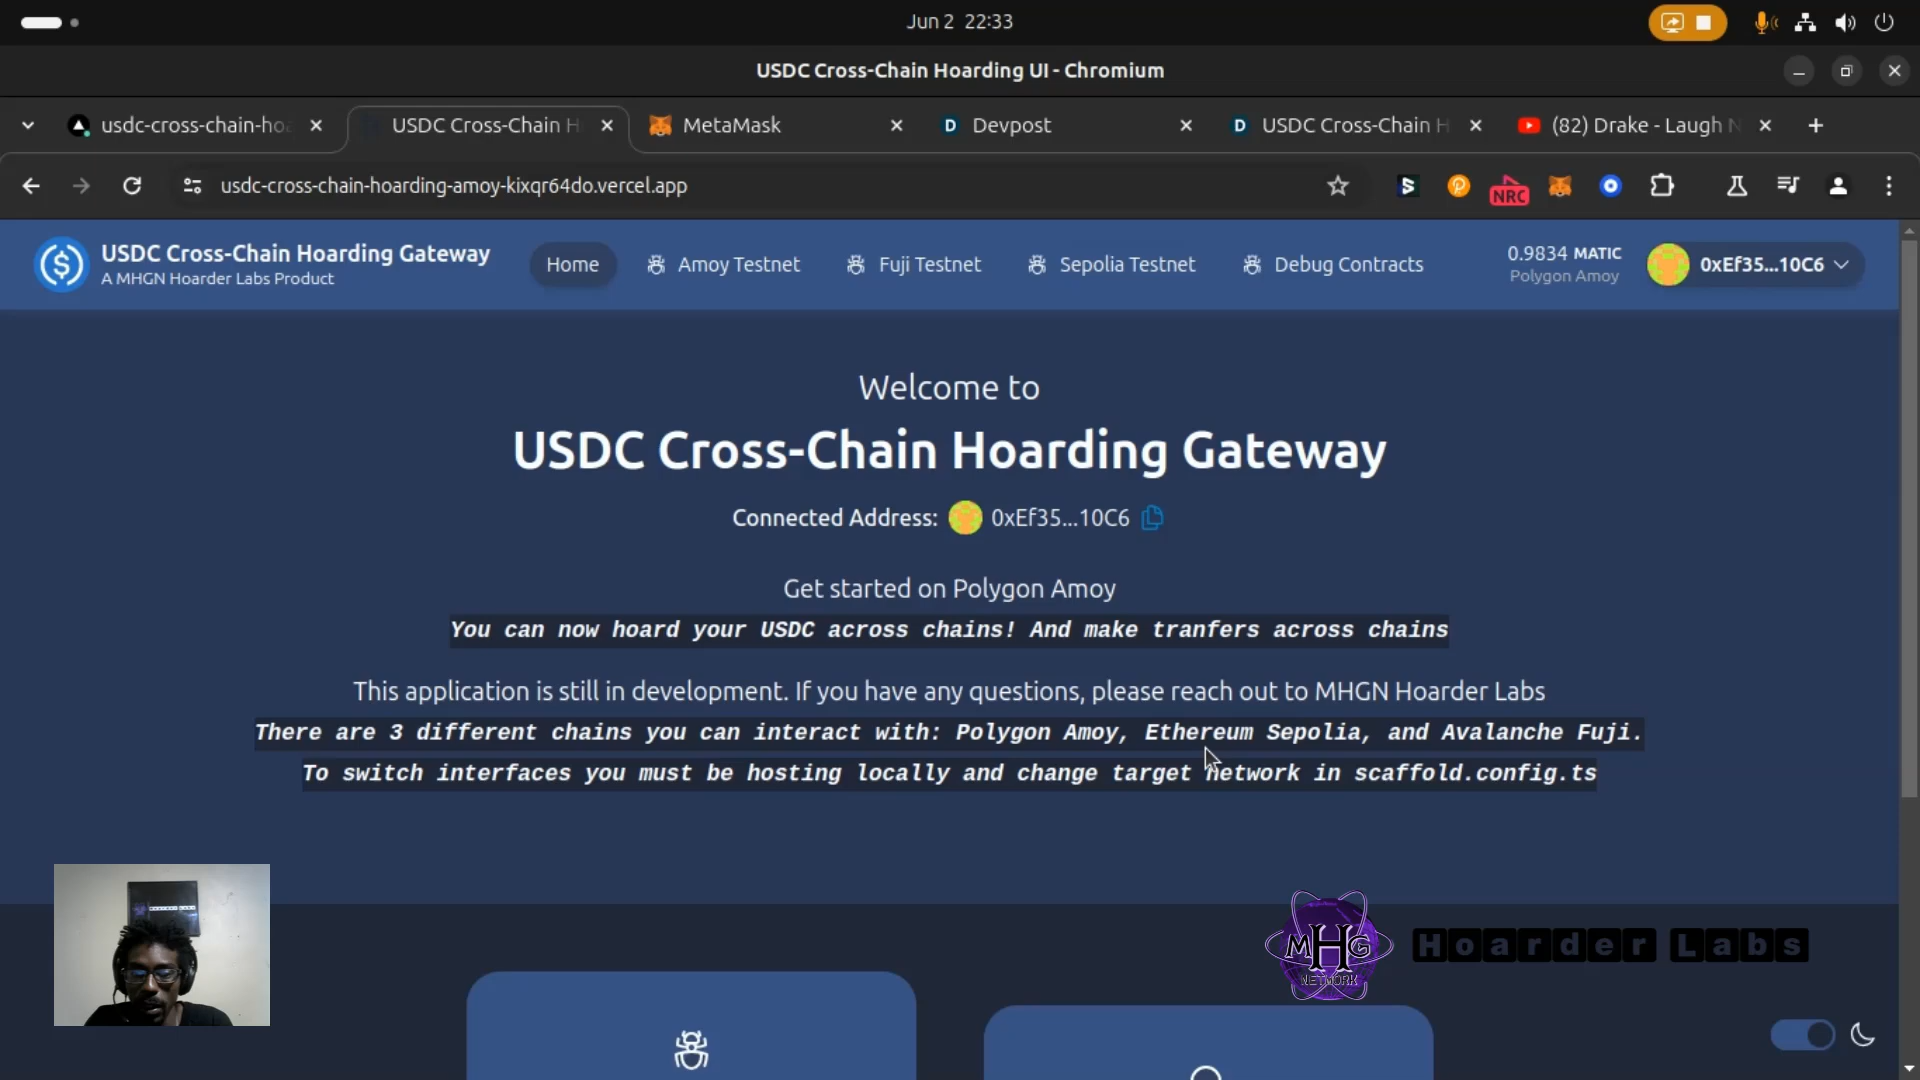 Jun 2 22:33
USDC Cross-Chain Hoarding UI - Chromium
usdc-cross-chain-hoa
USDC Cross-Chain H
MetaMask
D Devpost
D USDC Cross-Chain H
(82) Drake - Laugh N
usdc-cross-chain-hoarding-amoy-kixqr64do.vercel.app
NRC
USDC Cross-Chain Hoarding Gateway
A MHGN Hoarder Labs Product
Home
Amoy Testnet
Fuji Testnet
Sepolia Testnet
Debug Contracts
0.9834 MATIC
Polygon Amoy
0xEf35...10C6
Welcome to
USDC Cross-Chain Hoarding Gateway
Connected Address: 0xEf35...10C6
Get started on Polygon Amoy
You can now hoard your USDC across chains! And make tranfers across chains
This application is still in development. If you have any questions, please reach out to MHGN Hoarder Labs
There are 3 different chains you can interact with: Polygon Amoy, Ethereum Sepolia, and Avalanche Fuji.
To switch interfaces you must be hosting locally and change target network in scaffold.config.ts
MHG
NETWORK
Hoarder Labs